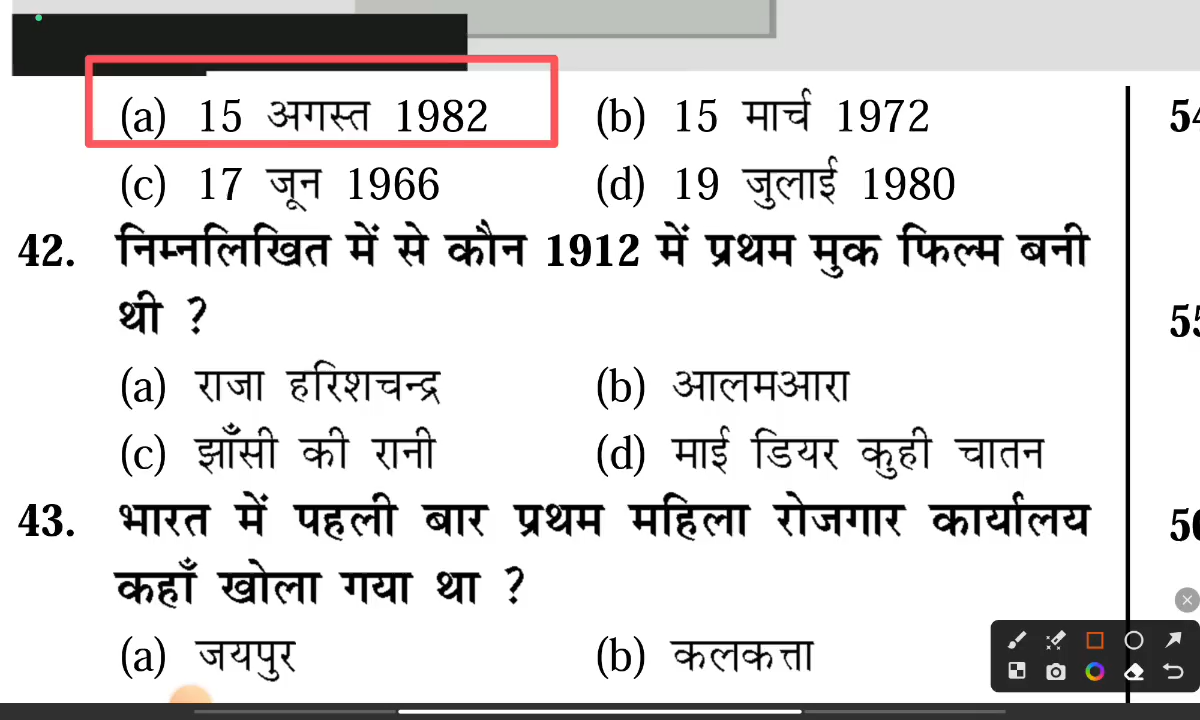 (a) 15 अगस्त 1982 (b) 15 मार्च 1972
(c) 17 जून 1966 (d) 19 जुलाई 1980
42. निम्नलिखित में से कौन 1912 में प्रथम मुक फिल्म बनी
थी ?
(a) राजा हरिशचन्द्र (b) आलमआरा
(c) झाँसी की रानी (d) माई डियर कुही चातन
43. भारत में पहली बार प्रथम महिला रोजगार कार्यालय
कहाँ खोला गया था ?
(a) जयपुर (b) कलकत्ता